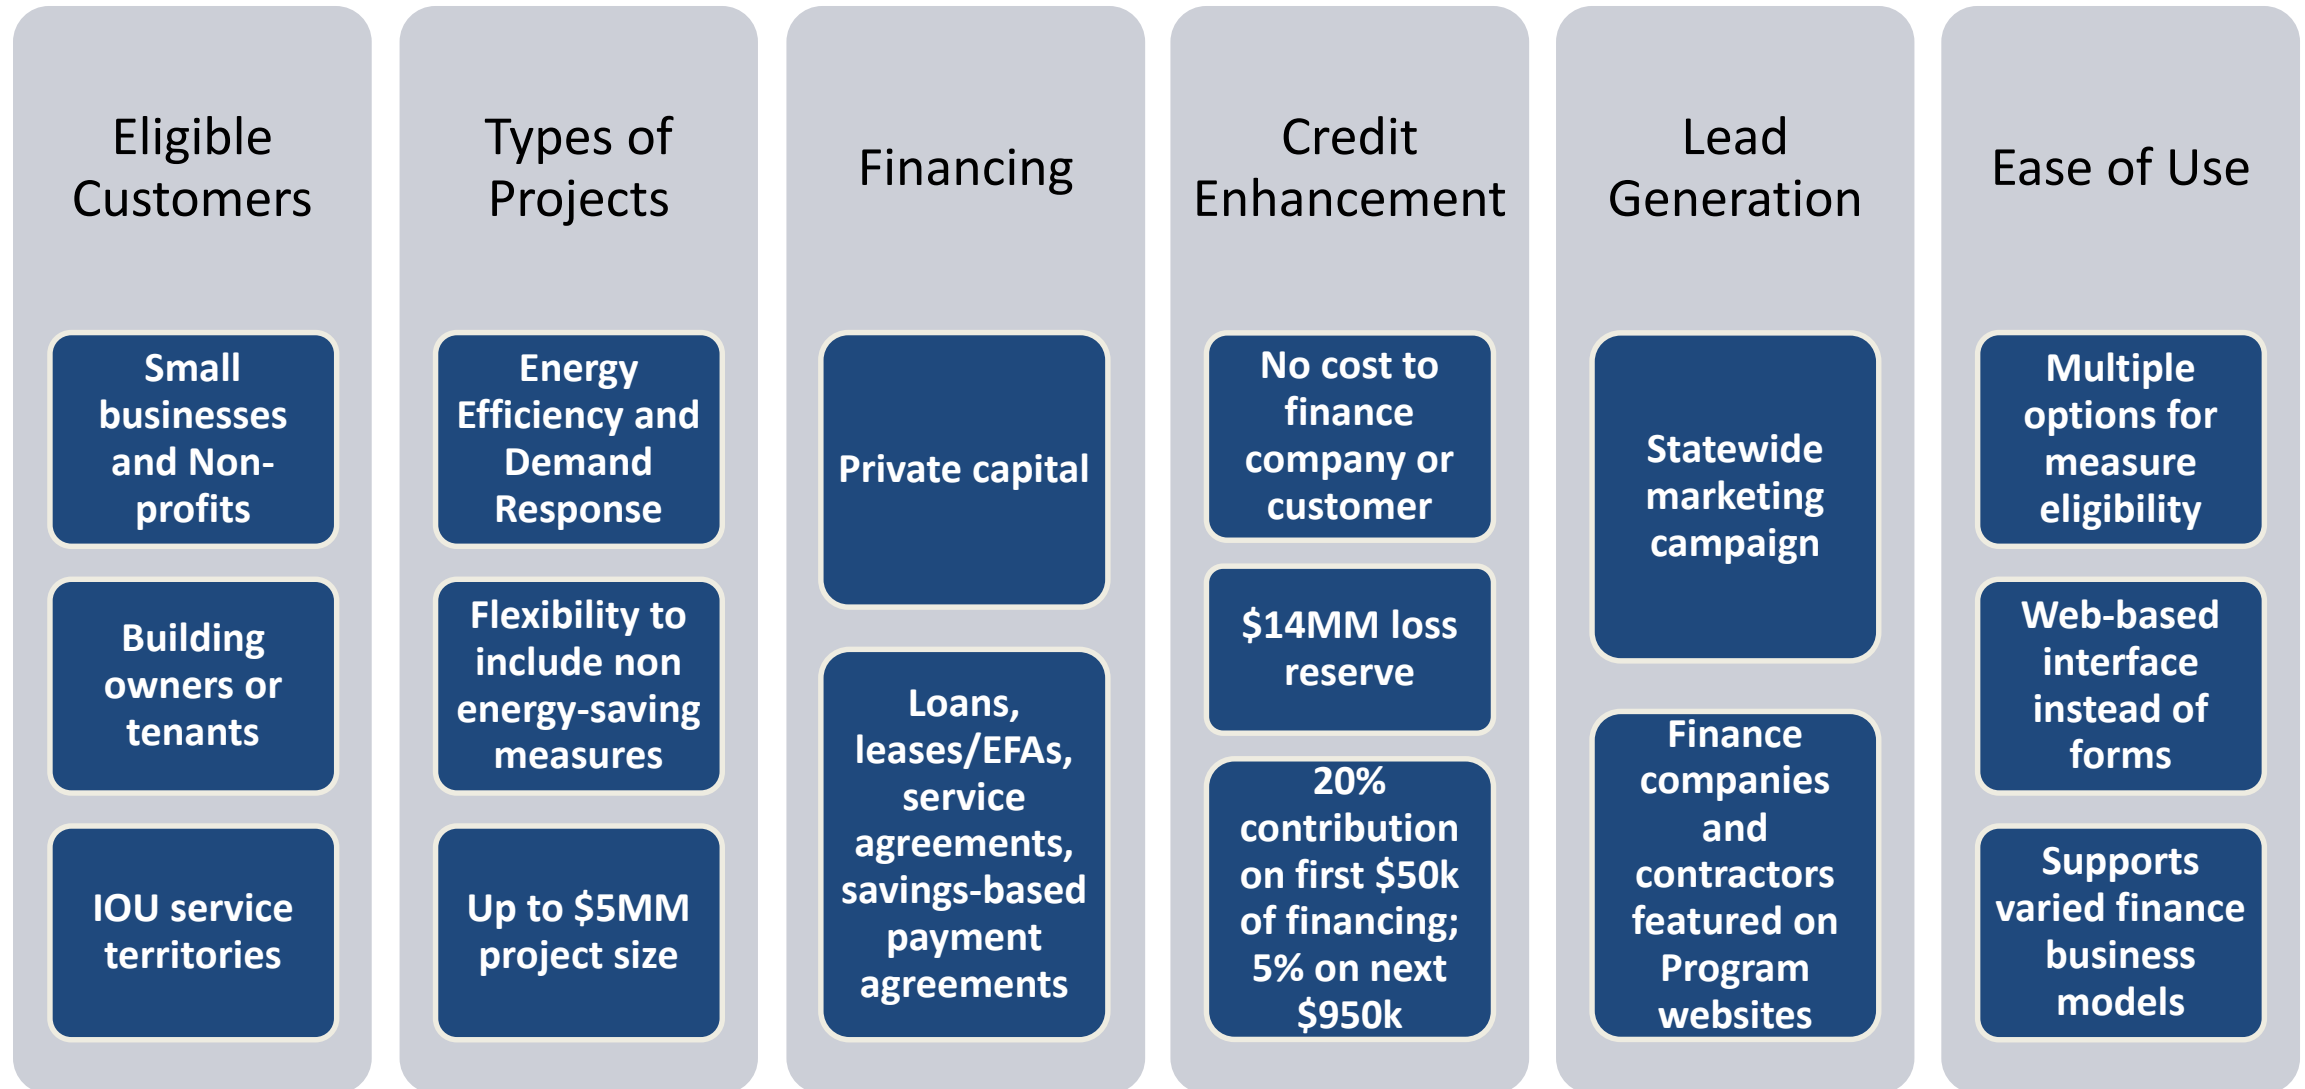 Eligible
Customers
Small
businesses
and Non-
profits
Building
owners or
tenants
IOU service
territories
Types of
Projects
Energy
Efficiency and
Demand
Response
Flexibility to
include non
energy-saving
measures
Up to $5MM
project size
Financing
Private capital
Loans,
leases/EFAs,
service
agreements,
savings-based
payment
agreements
Credit
Enhancement
No cost to
finance
company or
customer
$14MM loss
reserve
20%
contribution
on first $50k
of financing;
5% on next
$950k
Lead
Generation
Statewide
marketing
campaign
Finance
companies
and
contractors
featured on
Program
websites
Ease of Use
Multiple
options for
measure
eligibility
Web-based
interface
instead of
forms
Supports
varied finance
business
models